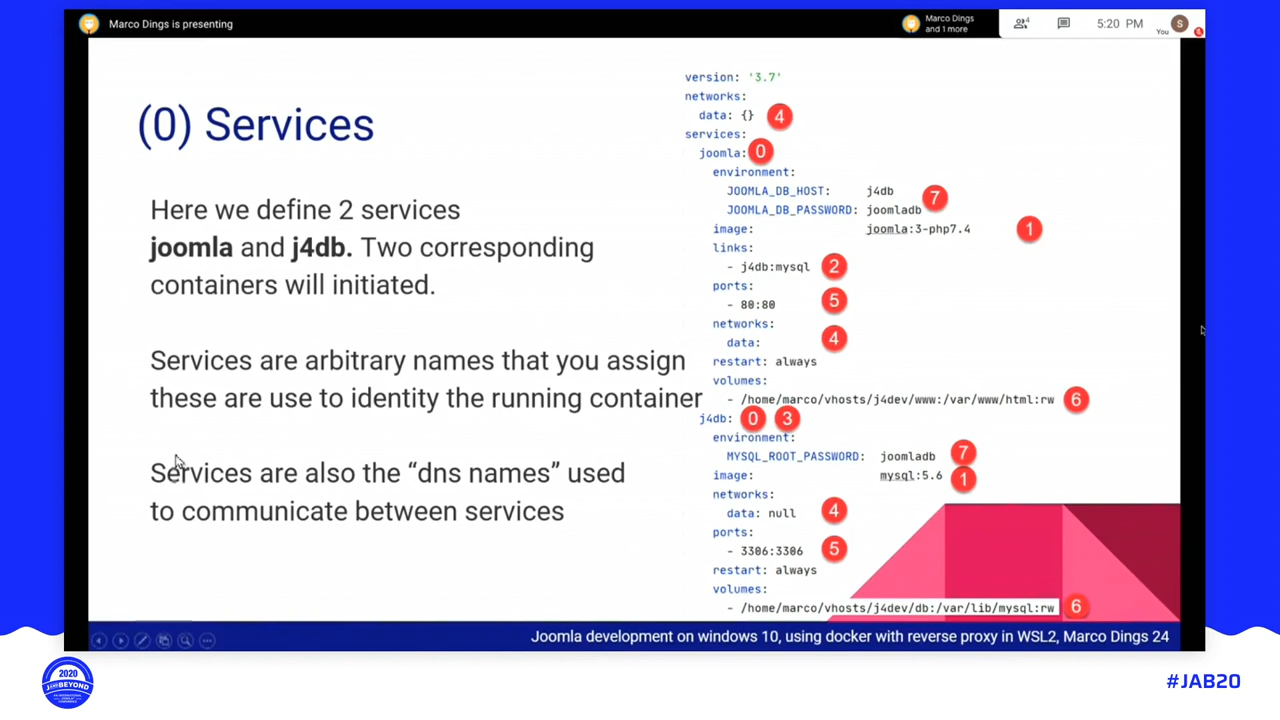 Marco Dings is presenting
Marco Dings
and 1 more
4
5:20 PM
You
S
(0) Services
Here we define 2 services
joomla and j4db. Two corresponding
containers will initiated.
Services are arbitrary names that you assign
these are use to identity the running container
Services are also the “dns names” used
to communicate between services
version: '3.7'
networks:
data: {} 4
services:
joomla: 0
environment:
JOOMLA_DB_HOST: j4db 7
JOOMLA_DB_PASSWORD: joomladb
image: joomla:3-php7.4 1
links:
- j4db:mysql 2
ports:
- 80:80 5
networks:
data: 4
restart: always
volumes:
- /home/marco/vhosts/j4dev/www:/var/www/html:rw 6
j4db: 0 3
environment:
MYSQL_ROOT_PASSWORD: joomladb 7
image: mysql:5.6 1
networks:
data: null 4
ports:
- 3306:3306 5
restart: always
volumes:
- /home/marco/vhosts/j4dev/db:/var/lib/mysql:rw 6
Joomla development on windows 10, using docker with reverse proxy in WSL2, Marco Dings 24
2020
JANDBEYOND
#JAB20